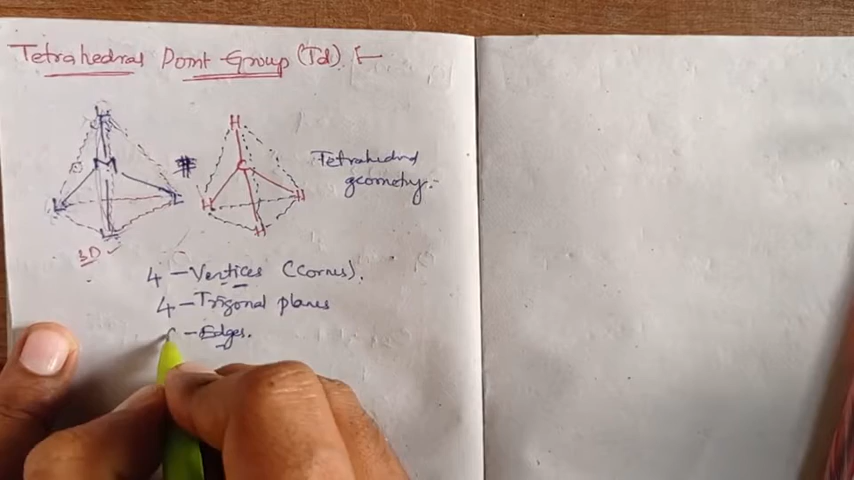 Tetrahedral Point Group (Td) :-
H H
M C
L L H H
L H
Tetrahedral
geometry:-
3D
4 - Vertices (Corners).
4 - Trigonal planes
- Edges.